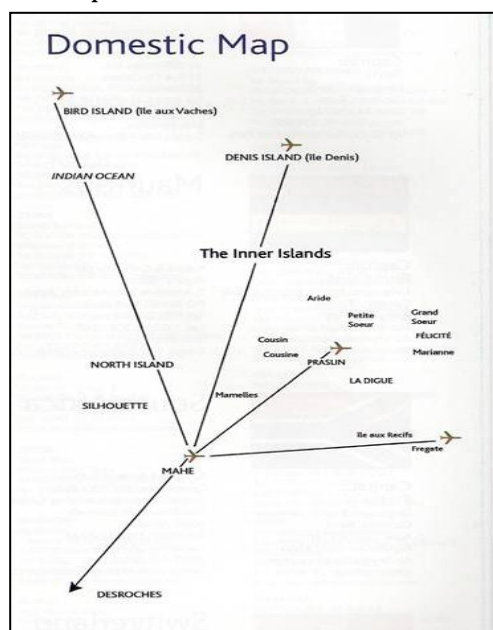 Domestic Map
BIRD ISLAND (Île aux Vaches)
DENIS ISLAND (île Denis)
INDIAN OCEAN
The Inner Islands
Aride
Petite
Soeur
Grand
Soeur
Cousin
FÉLICITÉ
Cousine
Marianne
PRASLIN
NORTH ISLAND
LA DIGUE
Mamelles
SILHOUETTE
île aux Recifs
Fregate
MAHE
DESROCHES